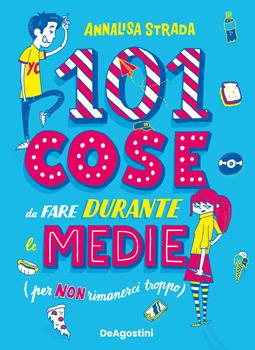 ANNALISA STRADA
101
COSE
da FARE DURANTE
le MEDIE
(per NON rimanerci troppo)
DeAgostini